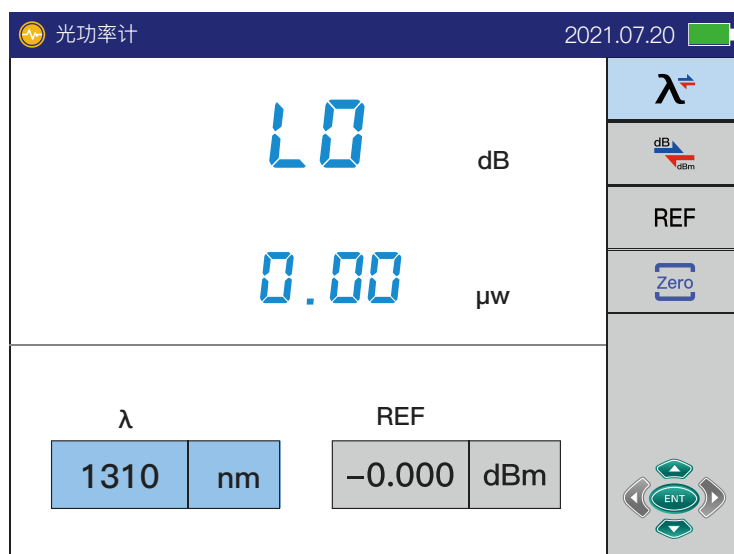 光功率计
2021.07.20
λ
LO dB
dB
dBm
REF
0.00 μw
Zero
λ
REF
1310 nm
−0.000 dBm
ENT